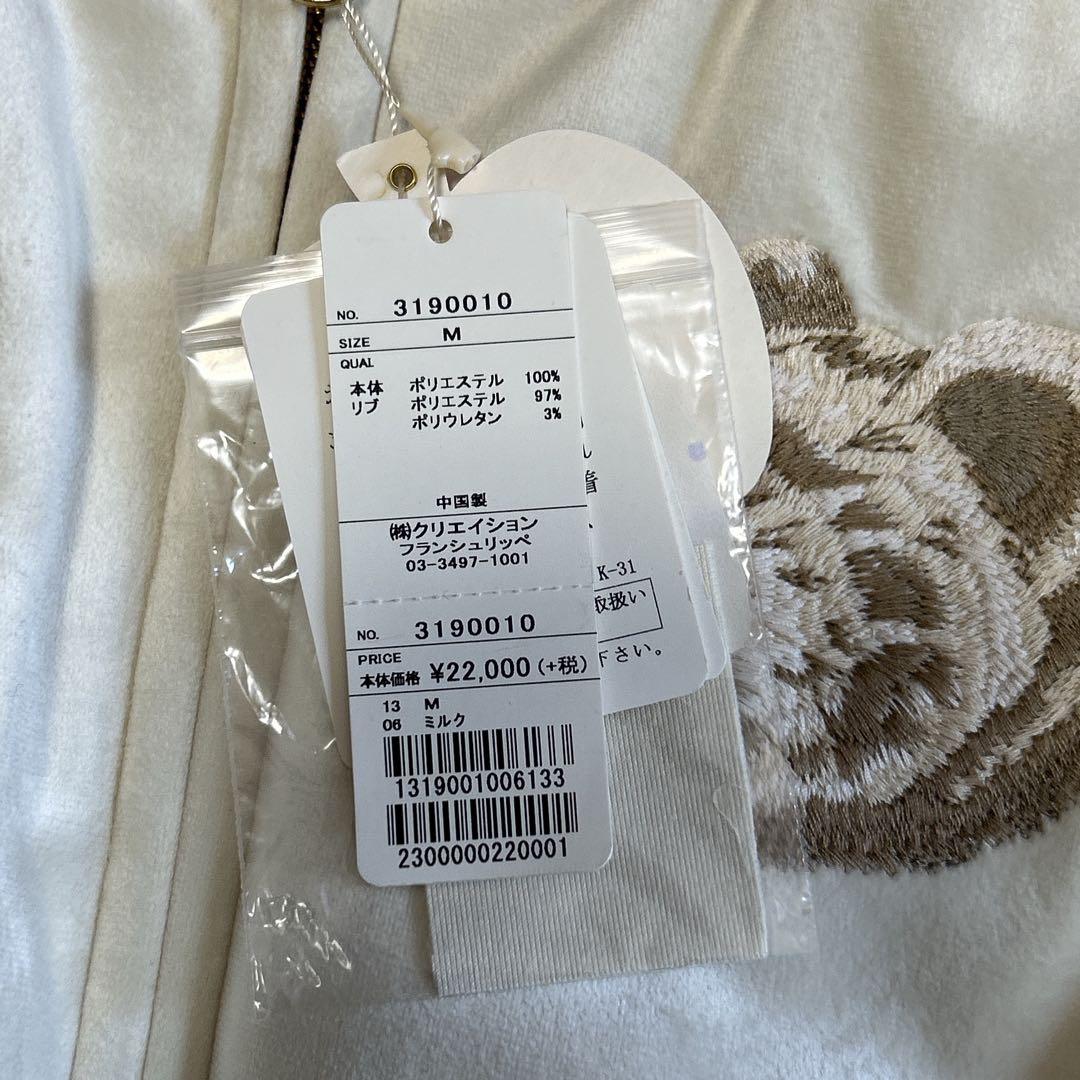 NO. 3190010
SIZE M
QUAL
本体 ポリエステル 100%
リブ ポリエステル 97%
ポリウレタン 3%
中国製
㈱クリエイション
フランシュリッペ
03-3497-1001
NO. 3190010
PRICE
本体価格 ¥22,000(+税)
13 M
06 ミルク
1319001006133
2300000220001
着
K-31
取扱い
下さい。